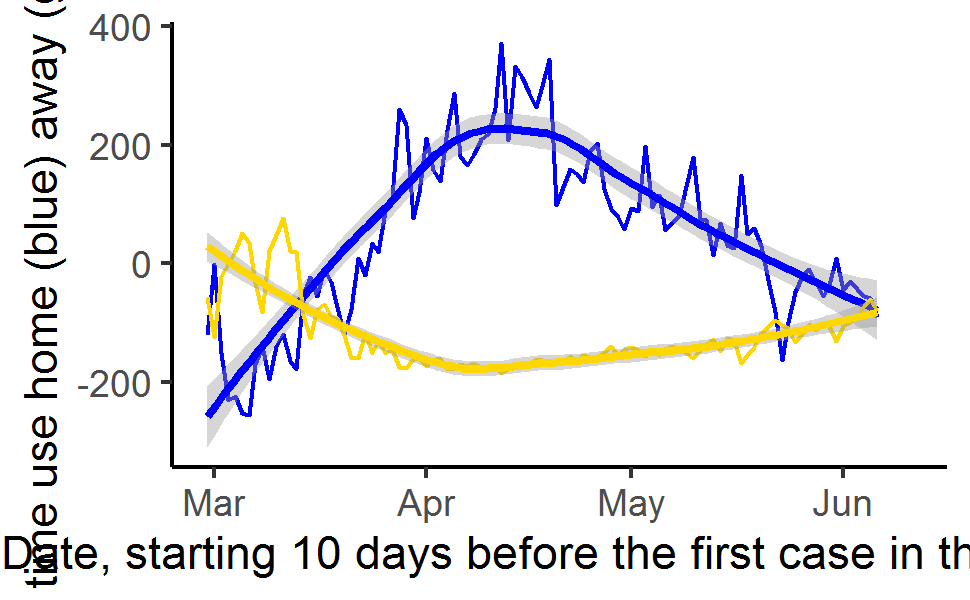 time use home (blue) away (
400
200
0
-200
Mar Apr May Jun
Date, starting 10 days before the first case in th